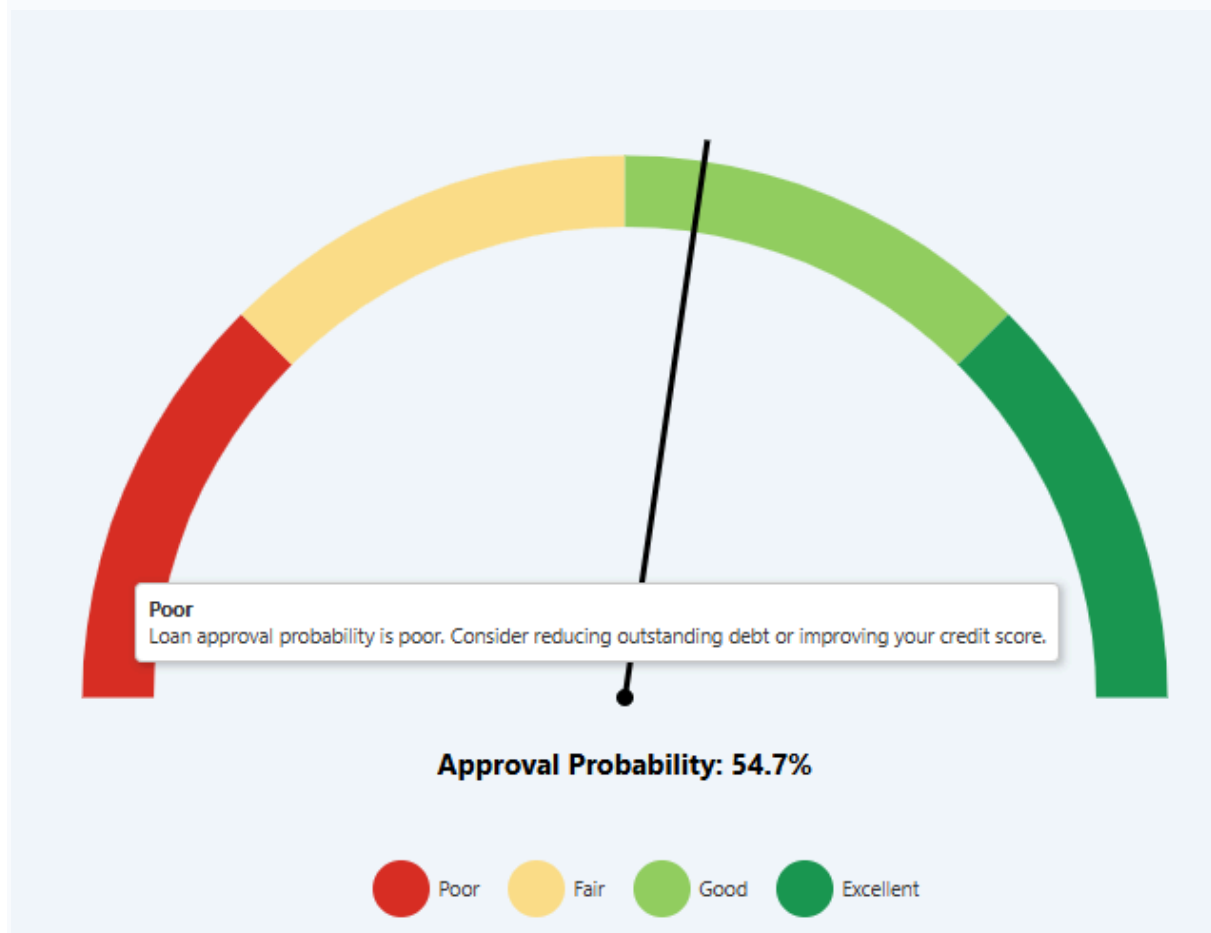 Poor
Loan approval probability is poor. Consider reducing outstanding debt or improving your credit score.
Approval Probability: 54.7%
Poor Fair Good Excellent